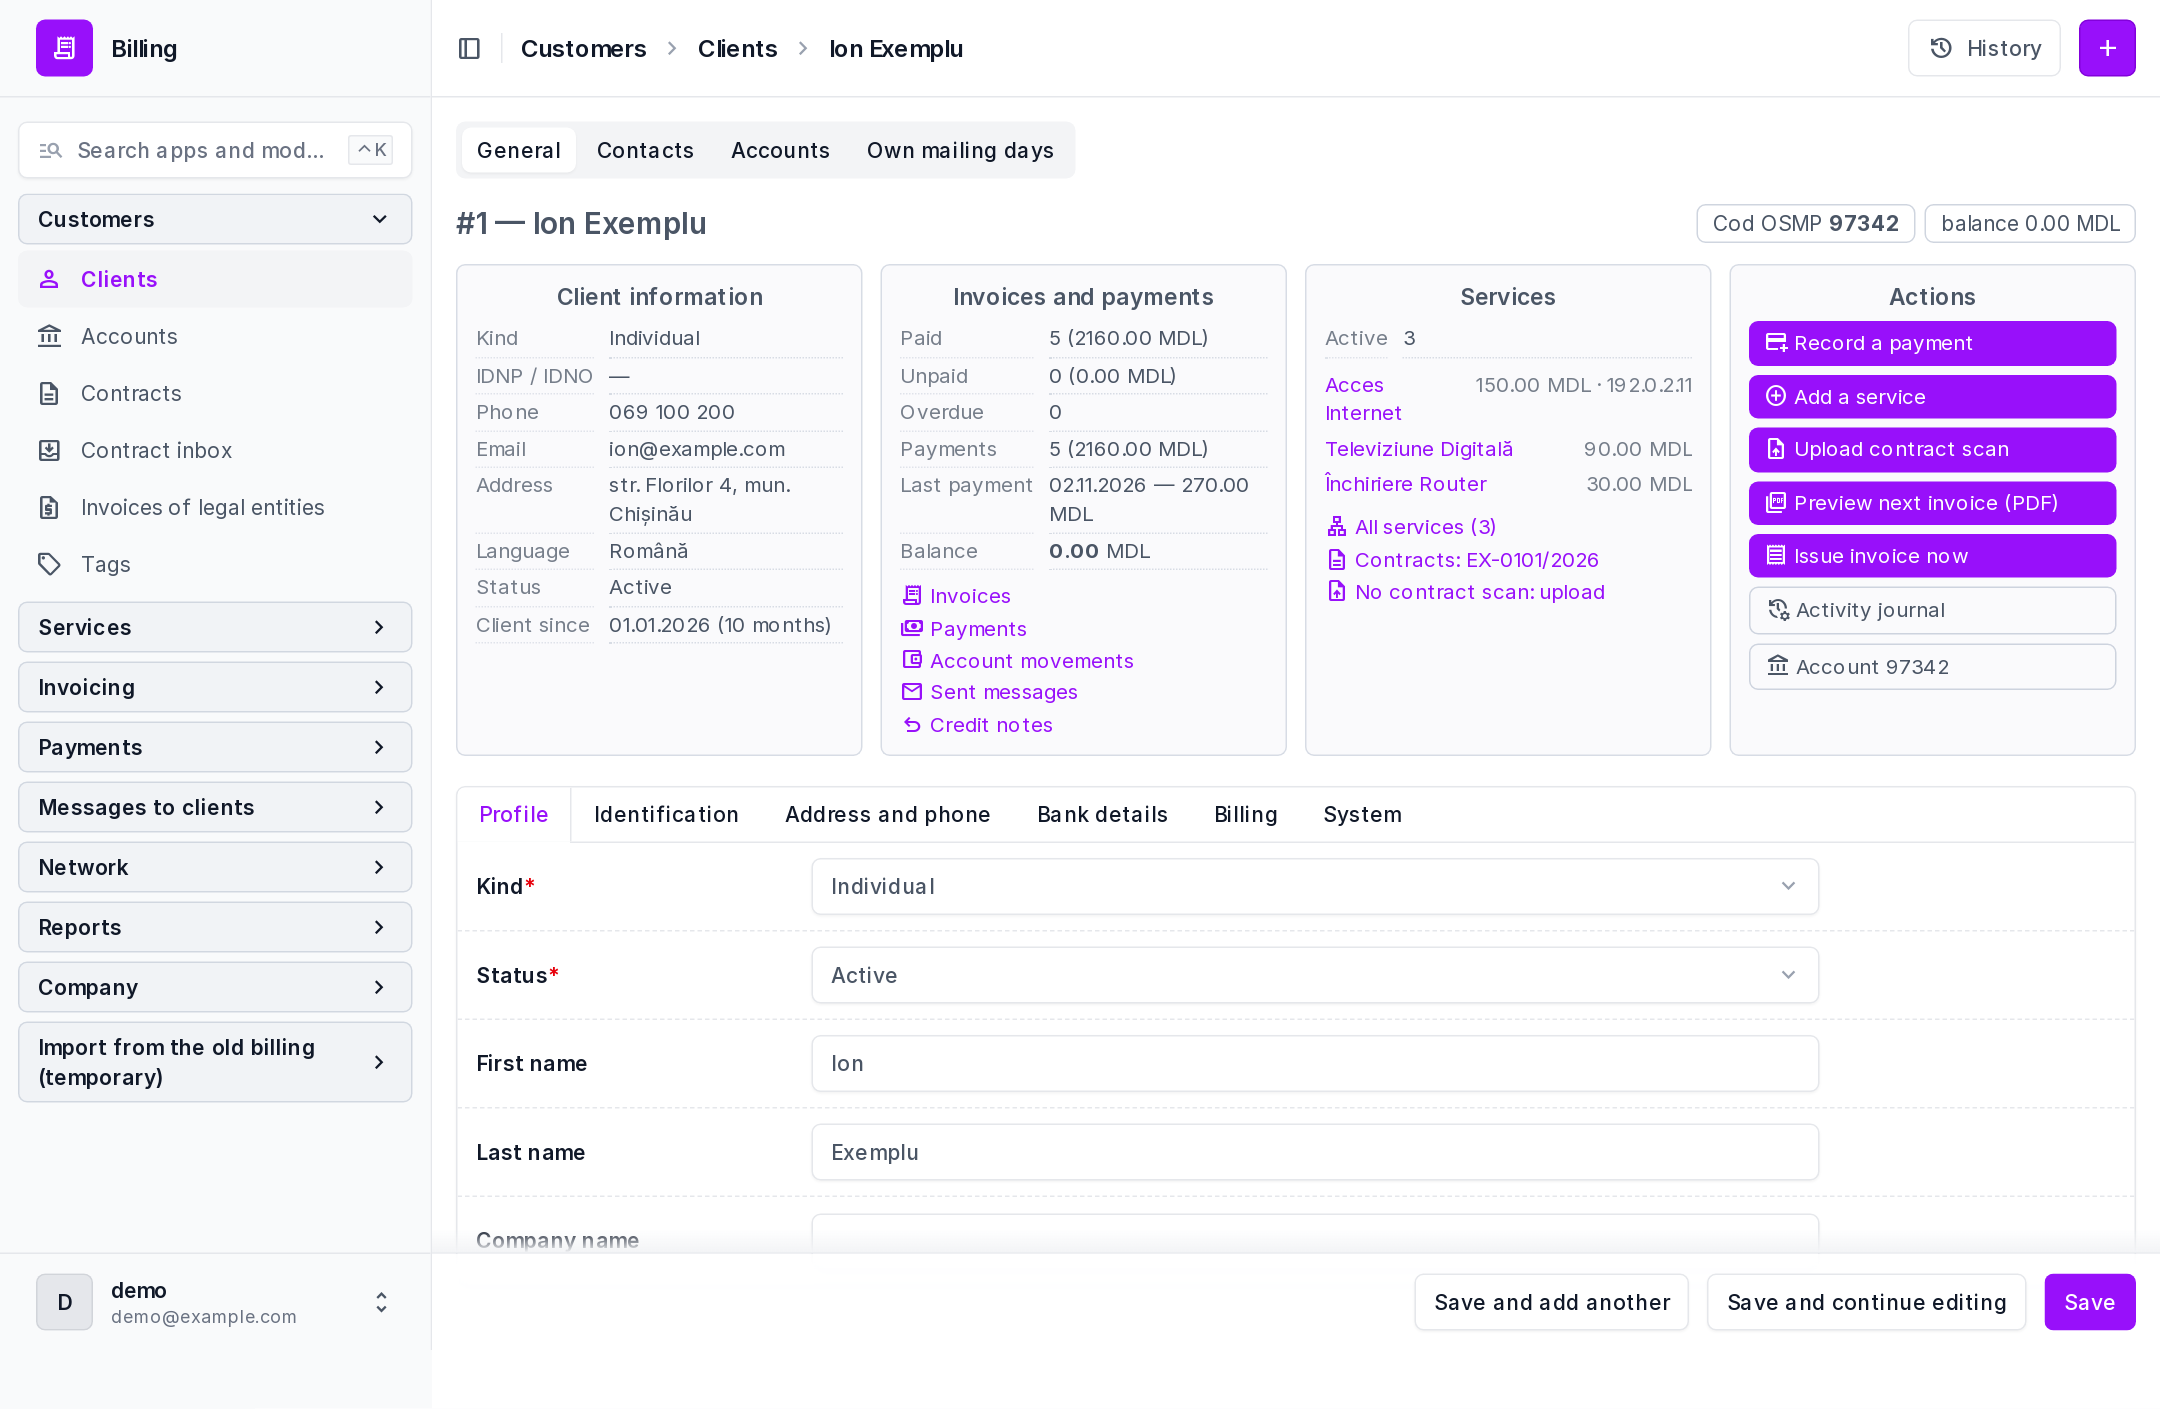 Billing
Customers > Clients > Ion Exemplu
History
Search apps and mod...
^K
Customers
Clients
Accounts
Contracts
Contract inbox
Invoices of legal entities
Tags
Services
Invoicing
Payments
Messages to clients
Network
Reports
Company
Import from the old billing
(temporary)
demo
D
demo@example.com
General Contacts Accounts Own mailing days
#1 — Ion Exemplu
Cod OSMP 97342
balance 0.00 MDL
Client information
Kind Individual
IDNP / IDNO —
Phone 069 100 200
Email ion@example.com
Address str. Florilor 4, mun.
Chișinău
Language Română
Status Active
Client since 01.01.2026 (10 months)
Invoices and payments
Paid 5 (2160.00 MDL)
Unpaid 0 (0.00 MDL)
Overdue 0
Payments 5 (2160.00 MDL)
Last payment 02.11.2026 — 270.00
MDL
Balance 0.00 MDL
Invoices
Payments
Account movements
Sent messages
Credit notes
Services
Active 3
Acces 150.00 MDL · 192.0.2.11
Internet
Televiziune Digitală 90.00 MDL
Închiriere Router 30.00 MDL
All services (3)
Contracts: EX-0101/2026
No contract scan: upload
Actions
Record a payment
Add a service
Upload contract scan
Preview next invoice (PDF)
Issue invoice now
Activity journal
Account 97342
Profile Identification Address and phone Bank details Billing System
Kind* Individual
Status* Active
First name Ion
Last name Exemplu
Company name
Save and add another
Save and continue editing
Save